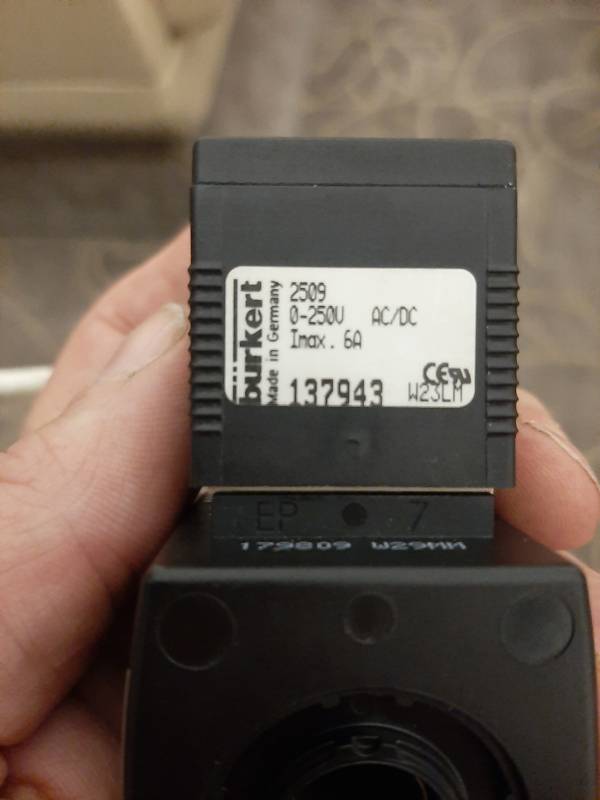 bürkert
Made in Germany
2509
0-250V AC/DC
Imax. 6A
CE
137943 W23LM
EP 7
179809 W29MM